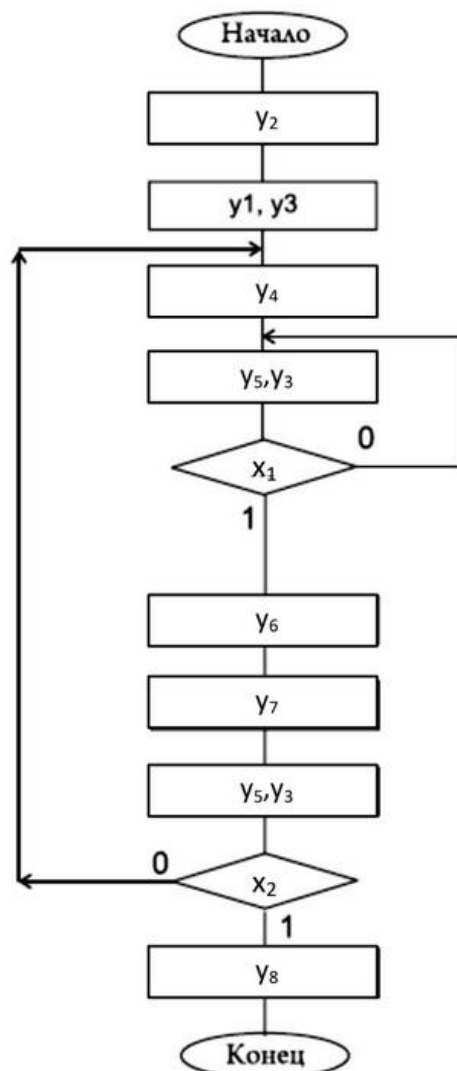 Начало
y₂
y1, y3
y₄
y₅,y₃
0
x₁
1
y₆
y₇
y₅,y₃
0
x₂
1
y₈
Конец